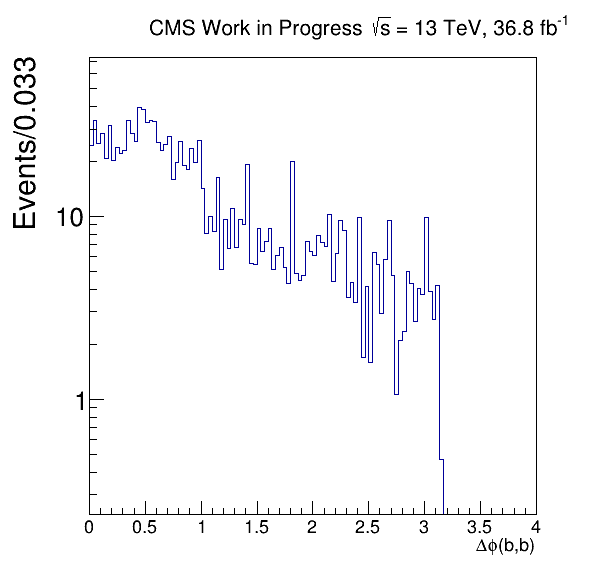 CMS Work in Progress √s = 13 TeV, 36.8 fb⁻¹
Events/0.033
10
1
0 0.5 1 1.5 2 2.5 3 3.5 4
Δϕ(b,b)